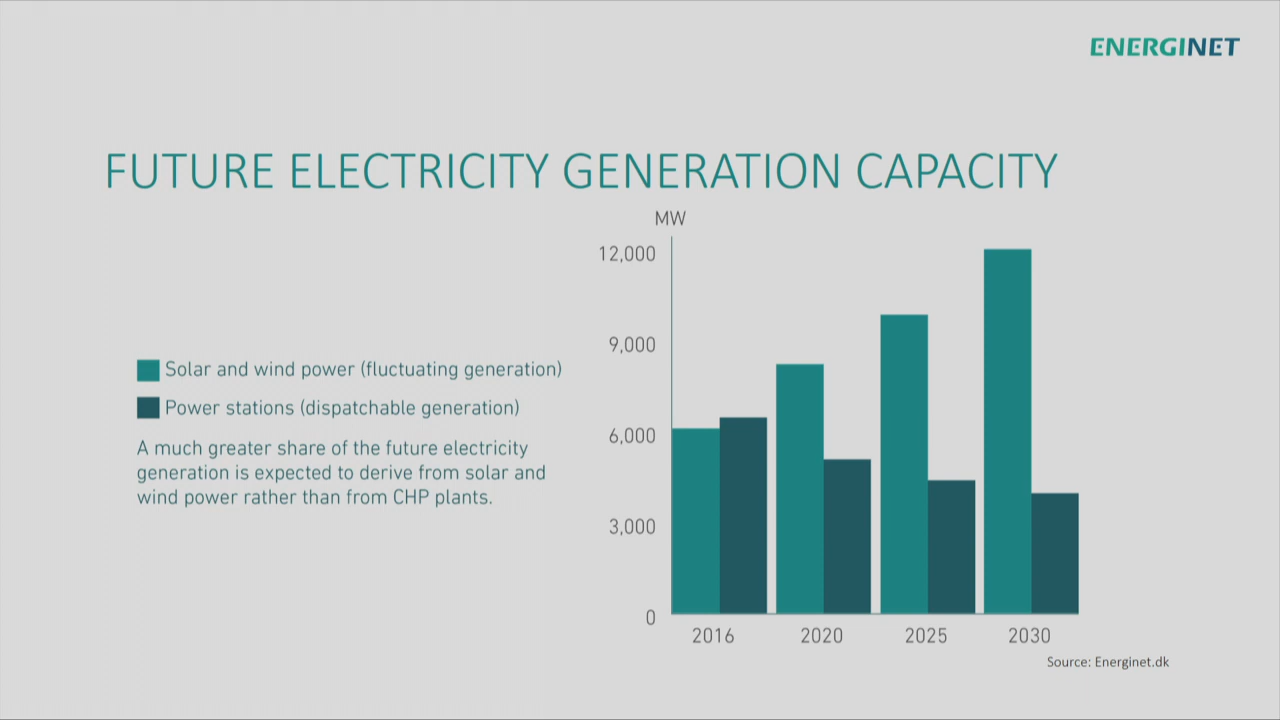 ENERGINET
FUTURE ELECTRICITY GENERATION CAPACITY
MW
12,000
9,000
6,000
3,000
0
Solar and wind power (fluctuating generation)
Power stations (dispatchable generation)
A much greater share of the future electricity
generation is expected to derive from solar and
wind power rather than from CHP plants.
2016 2020 2025 2030
Source: Energinet.dk